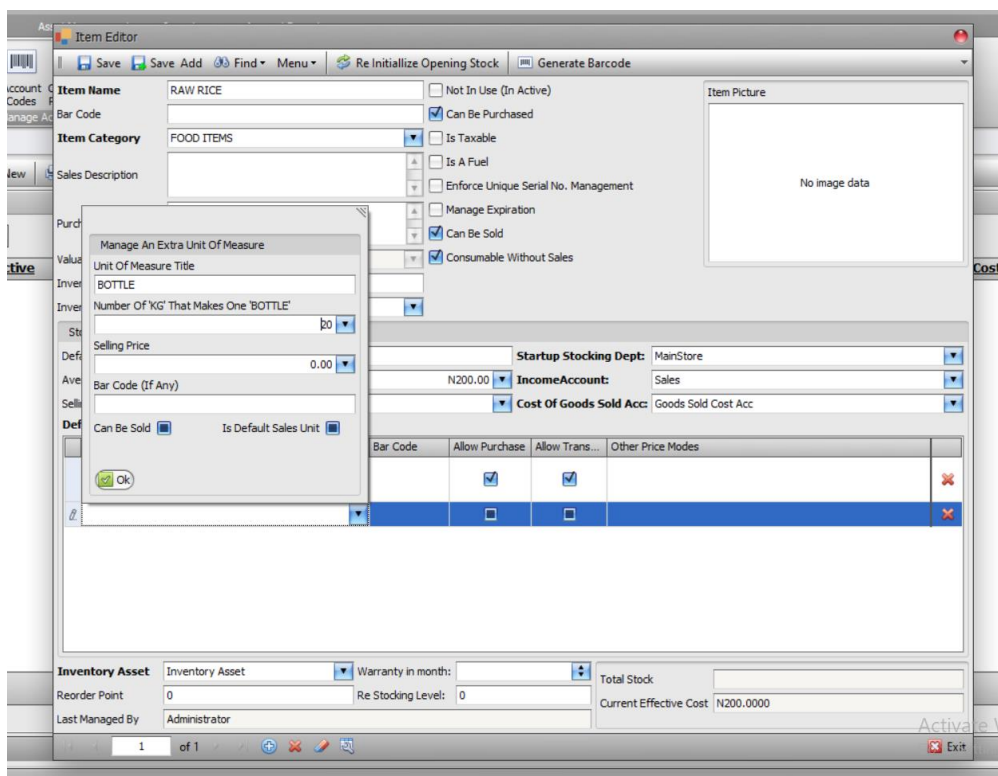 Item Editor
Save Save Add Find Menu Re Initiallize Opening Stock Generate Barcode
Account
Codes
New
Item Name RAW RICE Not In Use (In Active) Item Picture
Bar Code Can Be Purchased
Item Category FOOD ITEMS Is Taxable
Is A Fuel
Sales Description Enforce Unique Serial No. Management No image data
Manage Expiration
Can Be Sold
Consumable Without Sales
Cost
Manage An Extra Unit Of Measure
Unit Of Measure Title
BOTTLE
Number Of 'KG' That Makes One 'BOTTLE'
20
Selling Price
0.00
Bar Code (If Any)
Can Be Sold Is Default Sales Unit
Ok
Startup Stocking Dept: MainStore
N200.00 IncomeAccount: Sales
Cost Of Goods Sold Acc: Goods Sold Cost Acc
Bar Code Allow Purchase Allow Trans... Other Price Modes
Inventory Asset Inventory Asset Warranty in month: Total Stock
Reorder Point 0 Re Stocking Level: 0 Current Effective Cost N200.0000
Last Managed By Administrator
1 of 1 Exit